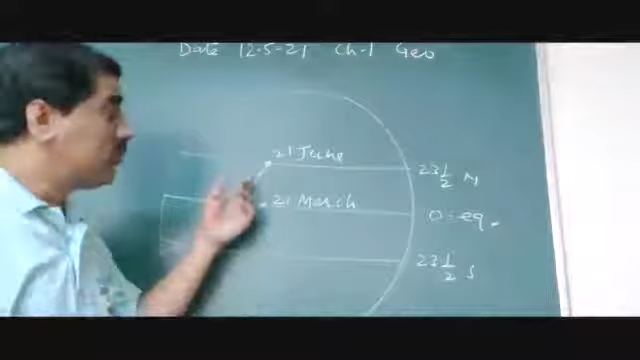 Date 12-5-21 Ch-1 Geo
21 June
23 1/2 N
21 March
0 eq.
23 1/2 S